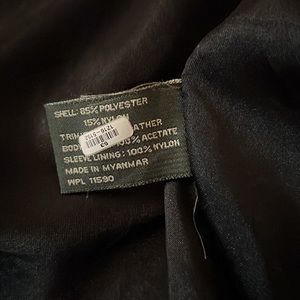 SHELL: 85% POLYESTER
15% NYLON
TRIM: LEATHER
BODY 100% ACETATE
SLEEVE LINING: 100% NYLON
MADE IN MYANMAR
WPL 11590